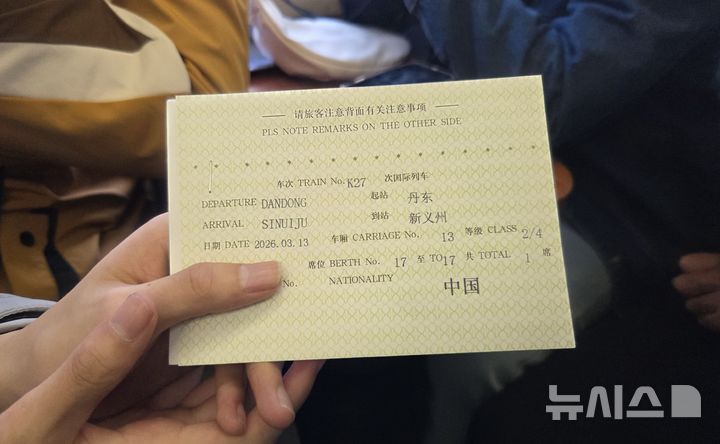 请旅客注意背面有关注意事项
PLS NOTE REMARKS ON THE OTHER SIDE
车次 TRAIN No. K27 次国际列车
DEPARTURE DANDONG 起站 丹东
ARRIVAL SINUIJU 到站 新义州
日期 DATE 2026.03.13 车厢 CARRIAGE No. 13 等级 CLASS 2/4
席位 BERTH No. 17 至 TO 17 共 TOTAL 1 席
No. NATIONALITY 中国
뉴시스